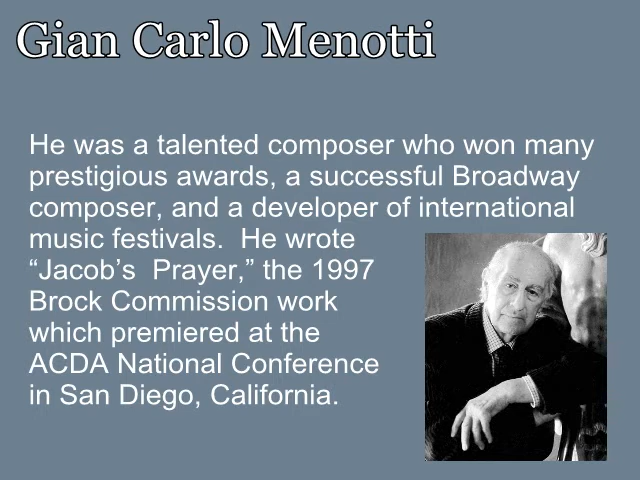 Gian Carlo Menotti
He was a talented composer who won many
prestigious awards, a successful Broadway
composer, and a developer of international
music festivals.  He wrote
“Jacob’s  Prayer,” the 1997
Brock Commission work
which premiered at the
ACDA National Conference
in San Diego, California.